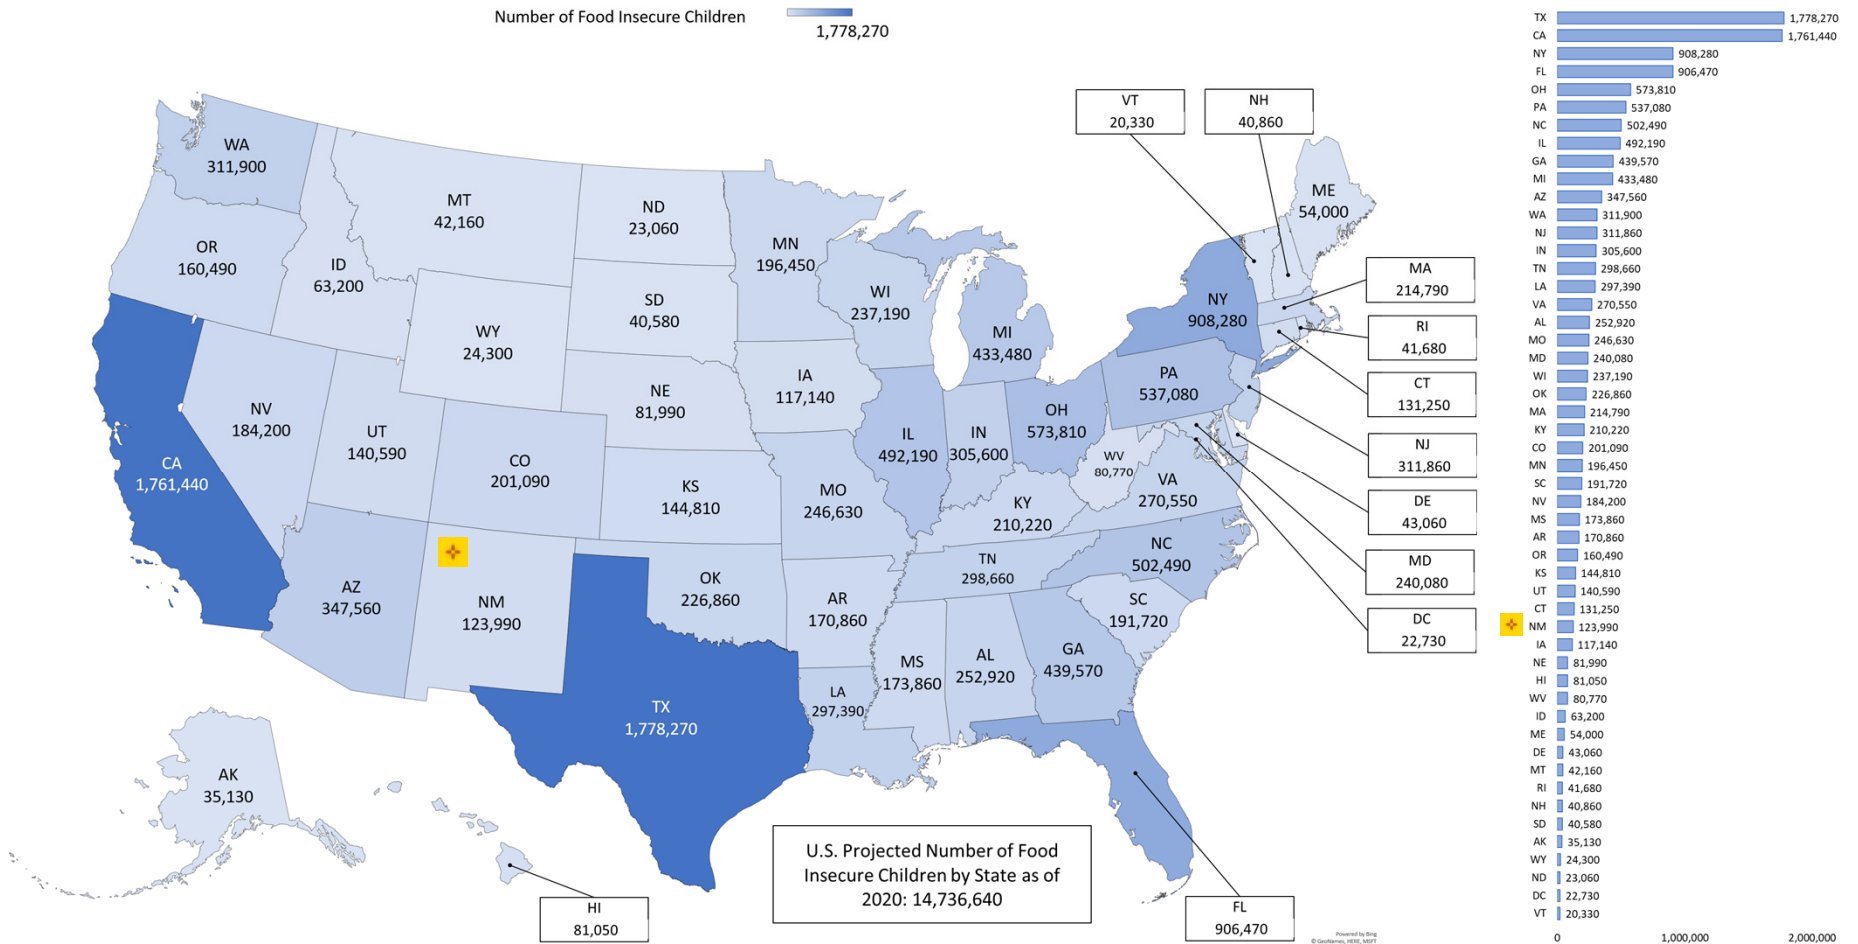 Number of Food Insecure Children
1,778,270
WA
311,900
OR
160,490
CA
1,761,440
ID
63,200
NV
184,200
MT
42,160
WY
24,300
UT
140,590
AZ
347,560
CO
201,090
NM
123,990
ND
23,060
SD
40,580
NE
81,990
KS
144,810
OK
226,860
TX
1,778,270
MN
196,450
IA
117,140
MO
246,630
AR
170,860
LA
297,390
WI
237,190
IL
492,190
MI
433,480
IN
305,600
OH
573,810
KY
210,220
TN
298,660
MS
173,860
AL
252,920
GA
439,570
SC
191,720
NC
502,490
VA
270,550
WV
80,770
PA
537,080
NY
908,280
ME
54,000
VT
20,330
NH
40,860
MA
214,790
RI
41,680
CT
131,250
NJ
311,860
DE
43,060
MD
240,080
DC
22,730
AK
35,130
HI
81,050
FL
906,470
U.S. Projected Number of Food
Insecure Children by State as of
2020: 14,736,640
Powered by Bing
© GeoNames, HERE, MSFT
TX 1,778,270
CA 1,761,440
NY 908,280
FL 906,470
OH 573,810
PA 537,080
NC 502,490
IL 492,190
GA 439,570
MI 433,480
AZ 347,560
WA 311,900
NJ 311,860
IN 305,600
TN 298,660
LA 297,390
VA 270,550
AL 252,920
MO 246,630
MD 240,080
WI 237,190
OK 226,860
MA 214,790
KY 210,220
CO 201,090
MN 196,450
SC 191,720
NV 184,200
MS 173,860
AR 170,860
OR 160,490
KS 144,810
UT 140,590
CT 131,250
NM 123,990
IA 117,140
NE 81,990
HI 81,050
WV 80,770
ID 63,200
ME 54,000
DE 43,060
MT 42,160
RI 41,680
NH 40,860
SD 40,580
AK 35,130
WY 24,300
ND 23,060
DC 22,730
VT 20,330
0 1,000,000 2,000,000